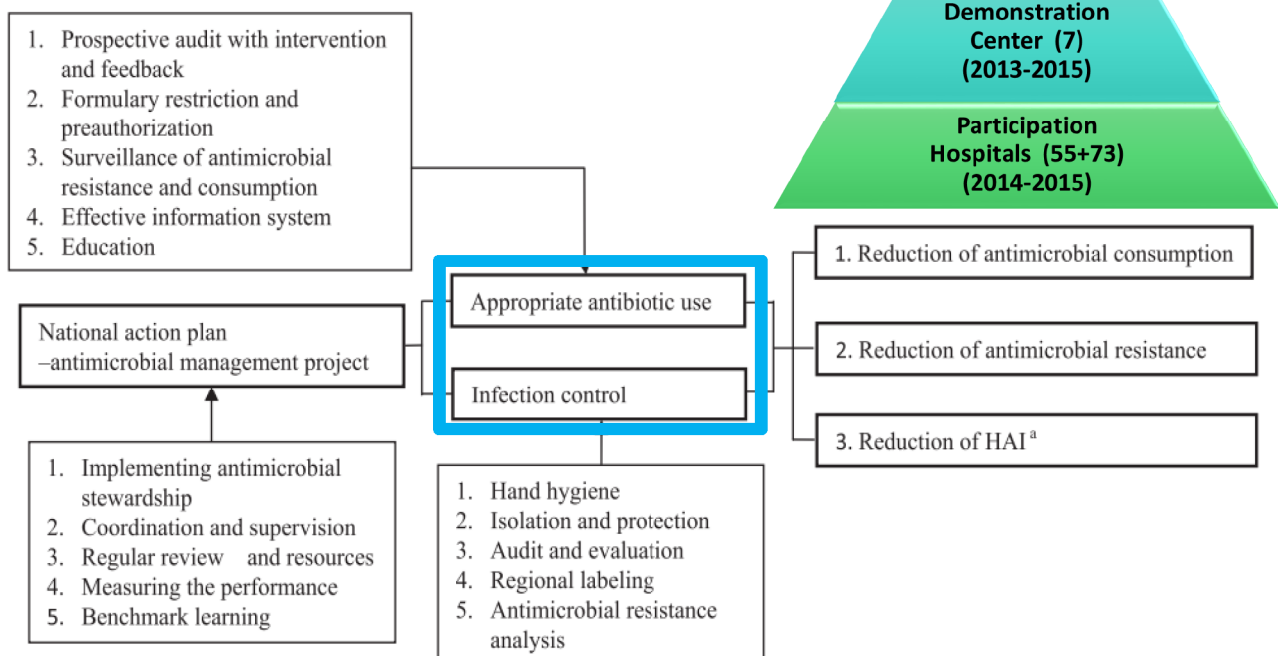 1. Prospective audit with intervention
and feedback
2. Formulary restriction and
preauthorization
3. Surveillance of antimicrobial
resistance and consumption
4. Effective information system
5. Education
Demonstration
Center (7)
(2013-2015)
Participation
Hospitals (55+73)
(2014-2015)
National action plan
–antimicrobial management project
Appropriate antibiotic use
Infection control
1. Reduction of antimicrobial consumption
2. Reduction of antimicrobial resistance
3. Reduction of HAI a
1. Implementing antimicrobial
stewardship
2. Coordination and supervision
3. Regular review and resources
4. Measuring the performance
5. Benchmark learning
1. Hand hygiene
2. Isolation and protection
3. Audit and evaluation
4. Regional labeling
5. Antimicrobial resistance
analysis